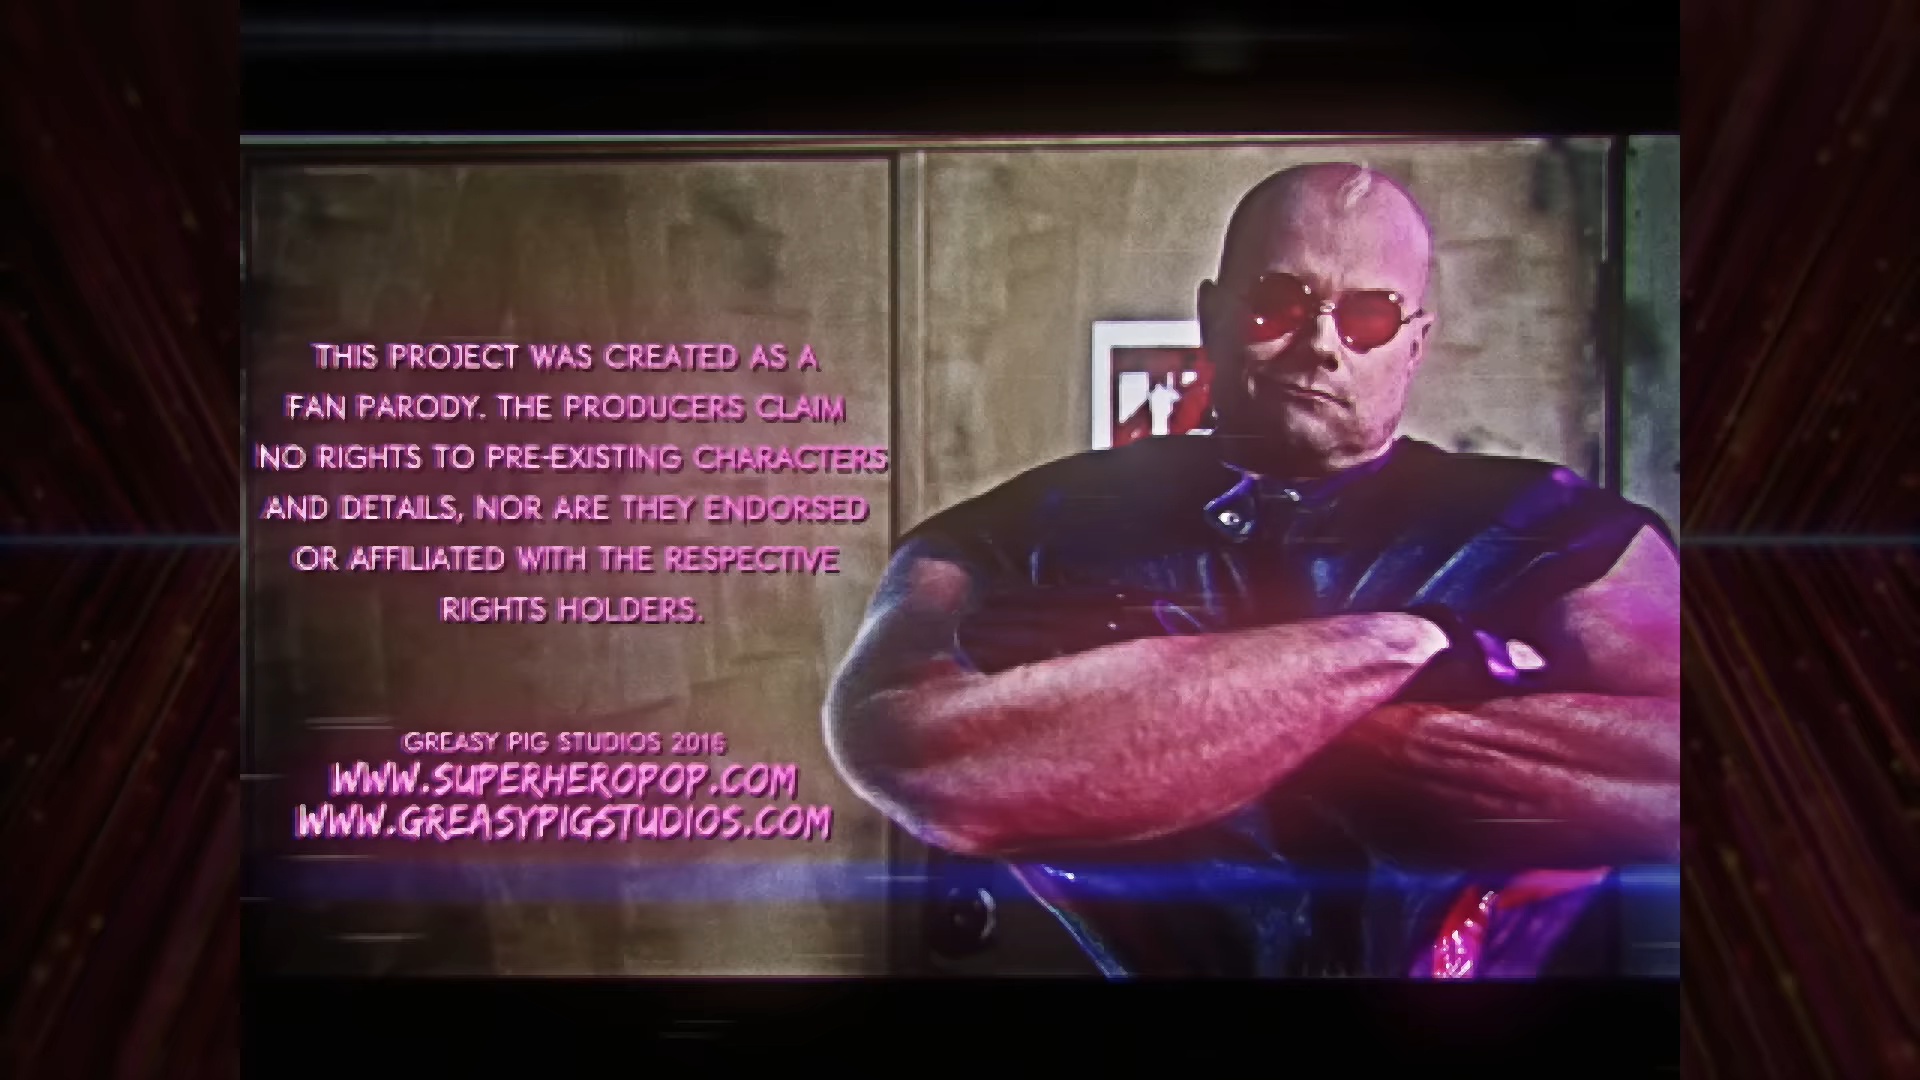 THIS PROJECT WAS CREATED AS A
FAN PARODY. THE PRODUCERS CLAIM
NO RIGHTS TO PRE-EXISTING CHARACTERS
AND DETAILS, NOR ARE THEY ENDORSED
OR AFFILIATED WITH THE RESPECTIVE
RIGHTS HOLDERS.
GREASY PIG STUDIOS 2016
WWW.SUPERHEROPOP.COM
WWW.GREASYPIGSTUDIOS.COM